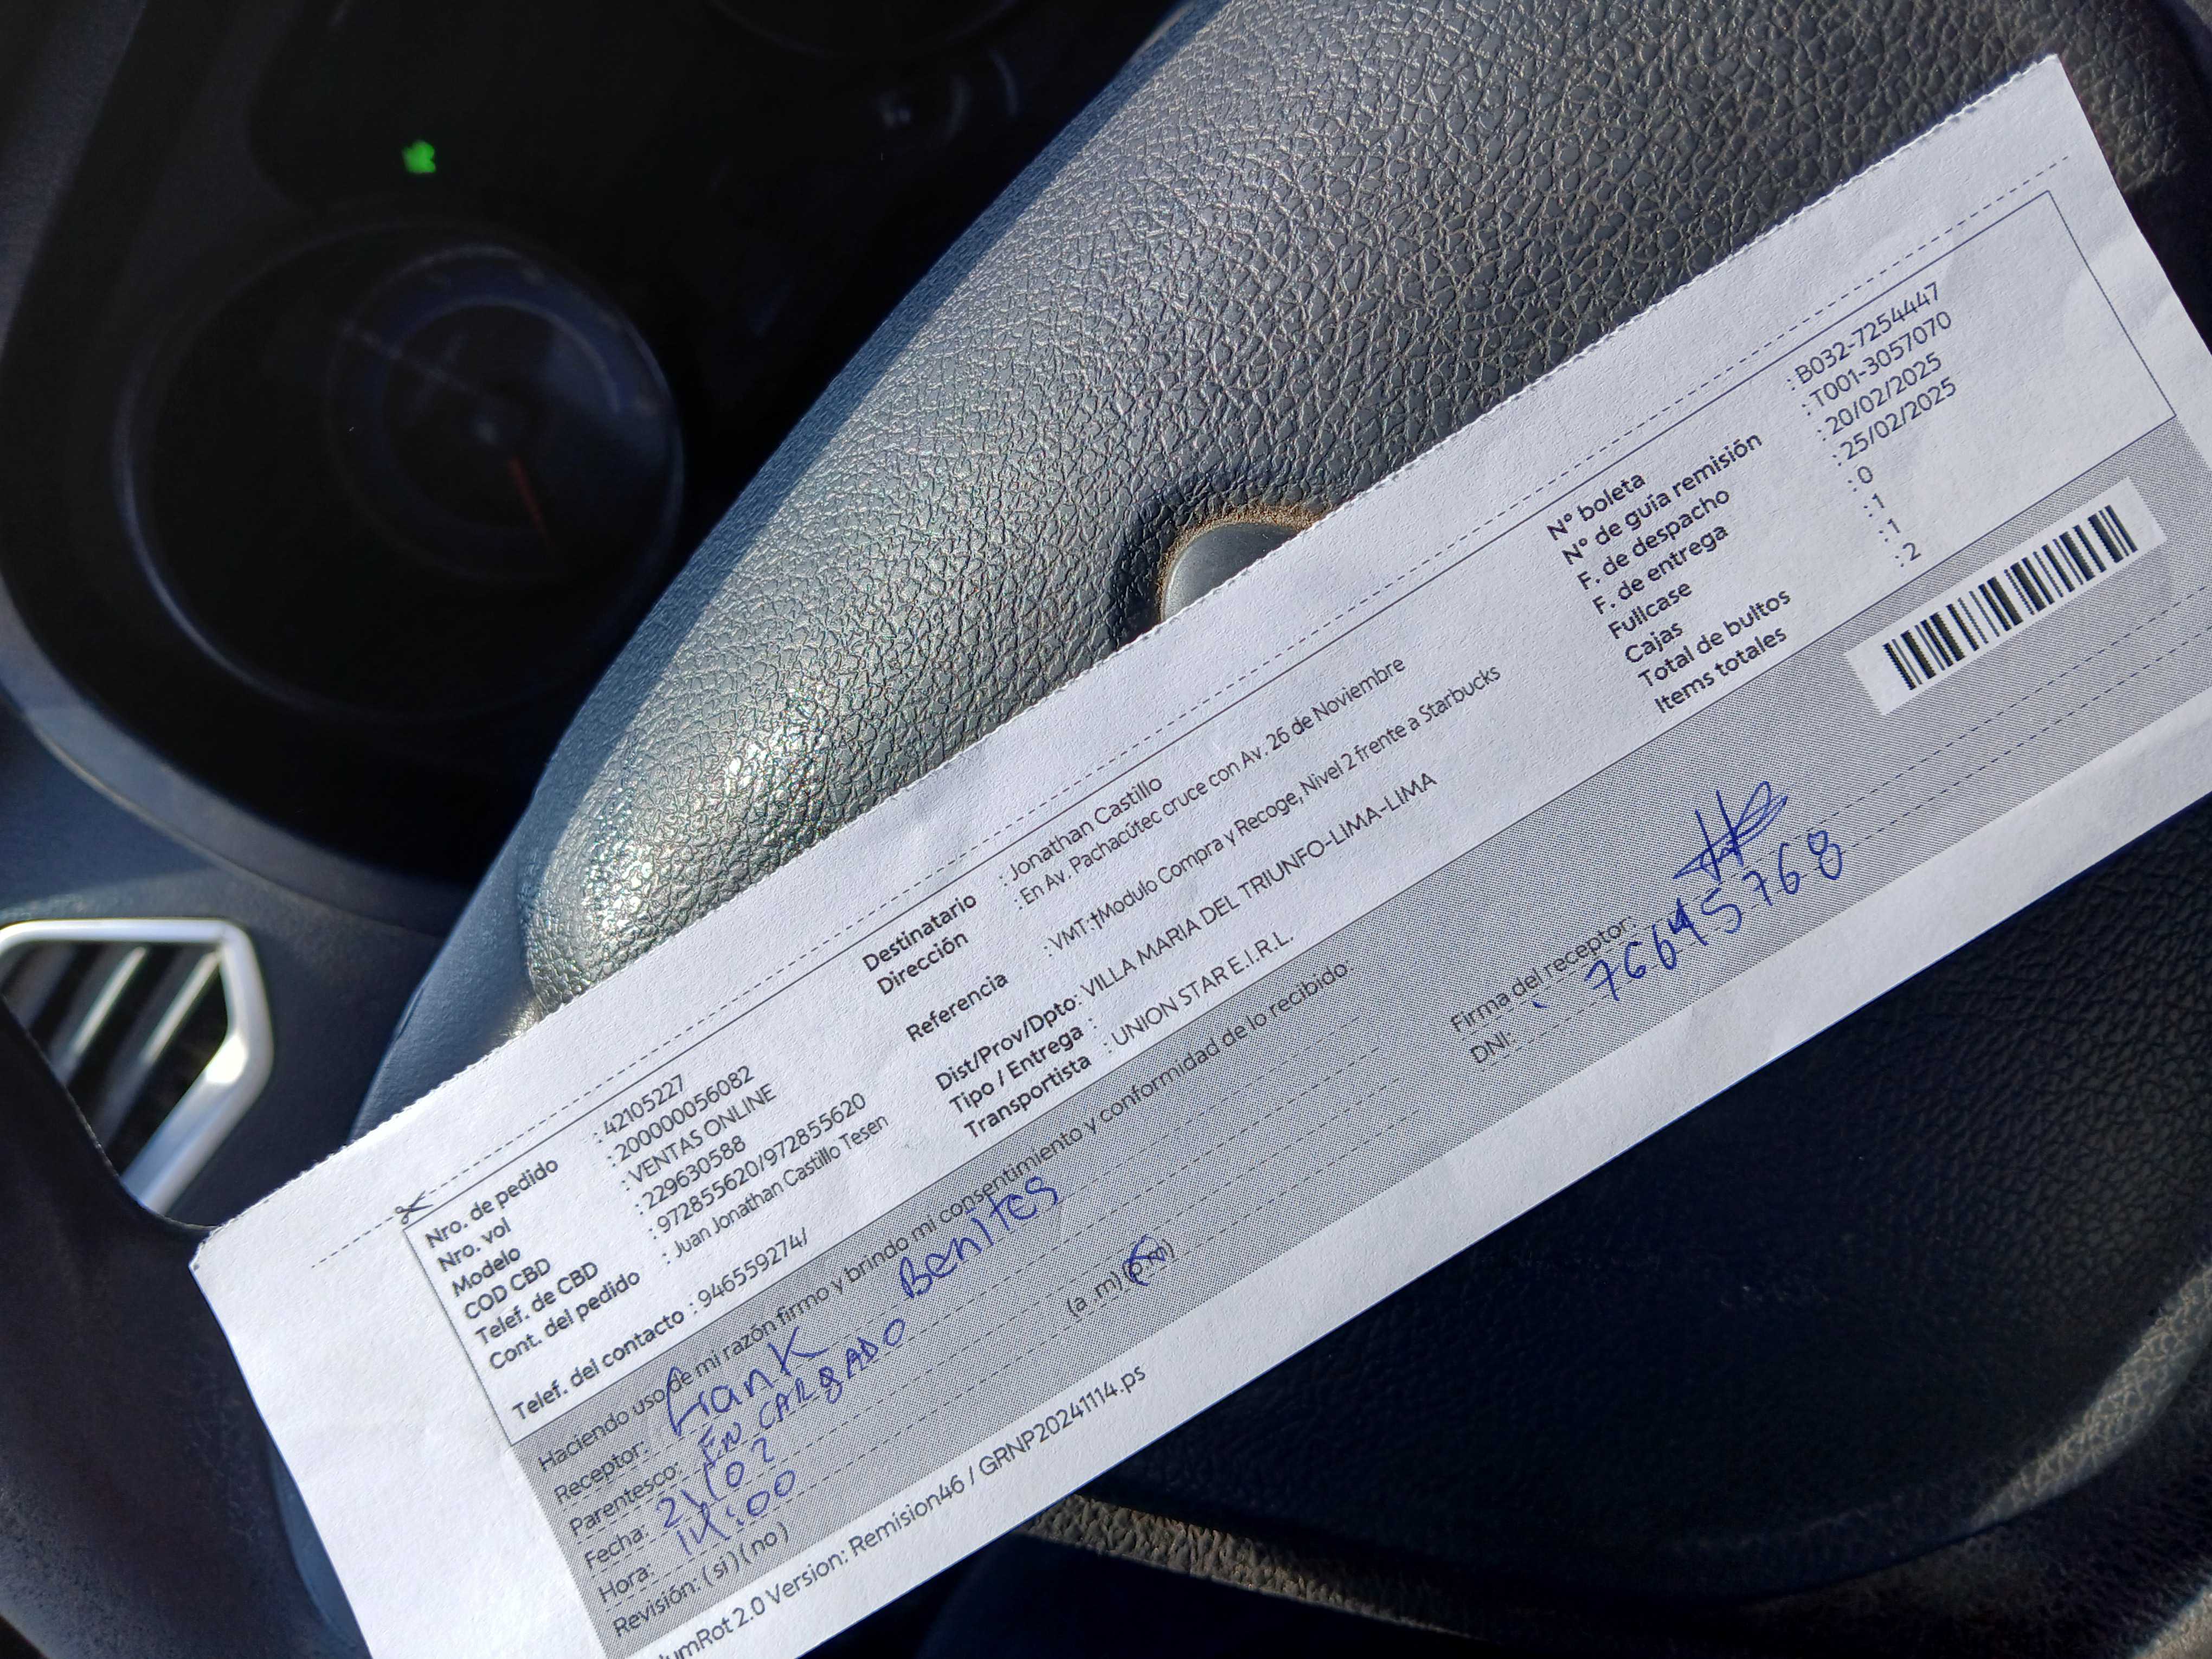 Nro. de pedido : 42105227
Nro. vol : 200000056082
Modelo : VENTAS ONLINE
COD CBD : 229630588
Telef. de CBD : 972855620/972855620
Cont. del pedido : Juan Jonathan Castillo Tesen
Telef. del contacto : 946559274/
Destinatario : Jonathan Castillo
Dirección : En Av. Pachacútec cruce con Av. 26 de Noviembre
Referencia : VMT:†Modulo Compra y Recoge, Nivel 2 frente a Starbucks
Dist/Prov/Dpto: VILLA MARIA DEL TRIUNFO-LIMA-LIMA
Tipo / Entrega :
Transportista : UNION STAR E.I.R.L.
N° boleta : B032-7254447
N° de guía remisión : T001-3057070
F. de despacho : 20/02/2025
F. de entrega : 25/02/2025
Fullcase : 0
Cajas : 1
Total de bultos : 1
Items totales : 2
Haciendo uso de mi razón firmo y brindo mi consentimiento y conformidad de lo recibido:
Receptor: Frank Benites
Parentesco: ENCARGADO
Fecha: 21/02
Hora: 14:00 (a m) (p m)
Revisión: (si) (no)
Firma del receptor:
DNI: 76645768
umRot 2.0 Version: Remision46 / GRNP20241114.ps